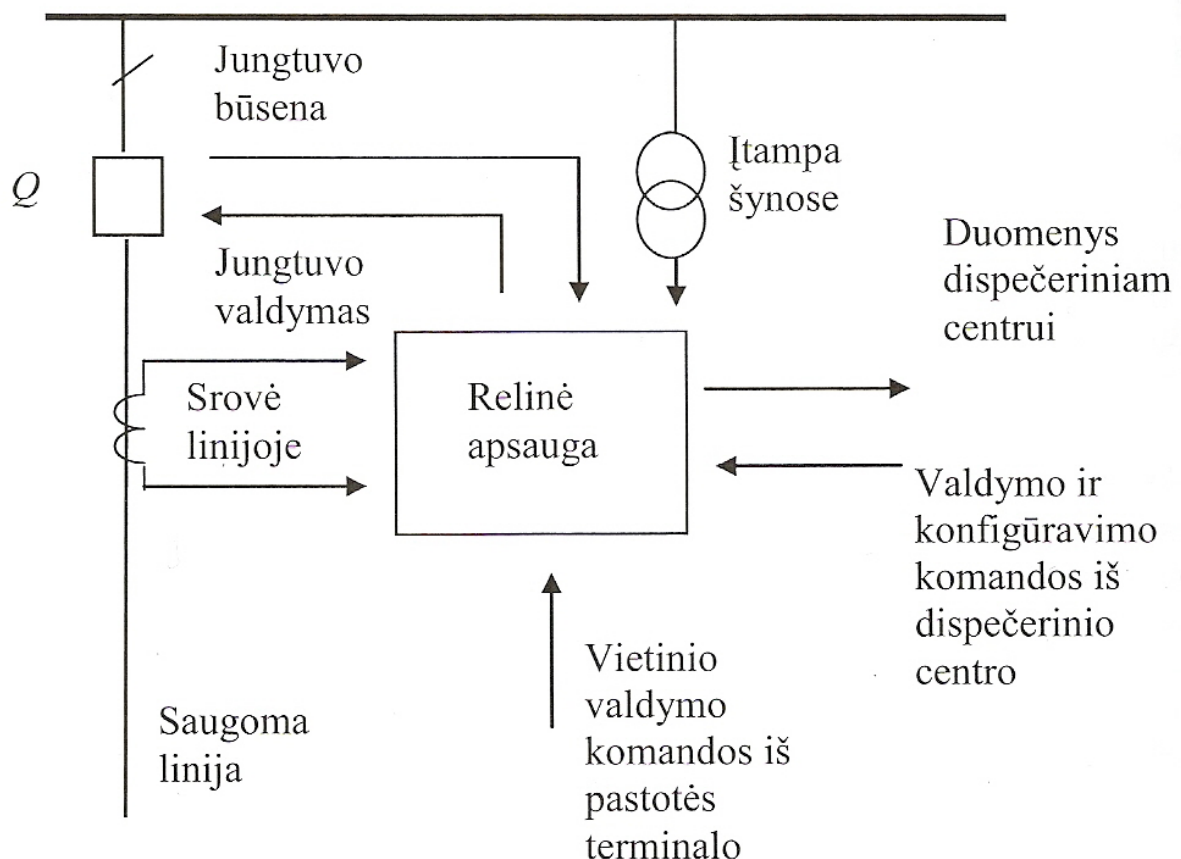 Jungtuvo
būsena
Q
Įtampa
šynose
Jungtuvo
valdymas
Duomenys
dispečeriniam
centrui
Srovė
linijoje
Relinė
apsauga
Valdymo ir
konfigūravimo
komandos iš
dispečerinio
centro
Vietinio
valdymo
komandos iš
pastotės
terminalo
Saugoma
linija